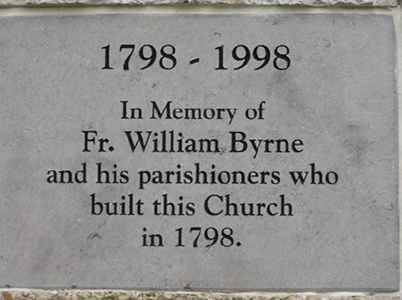 1798 - 1998
In Memory of
Fr. William Byrne
and his parishioners who
built this Church
in 1798.